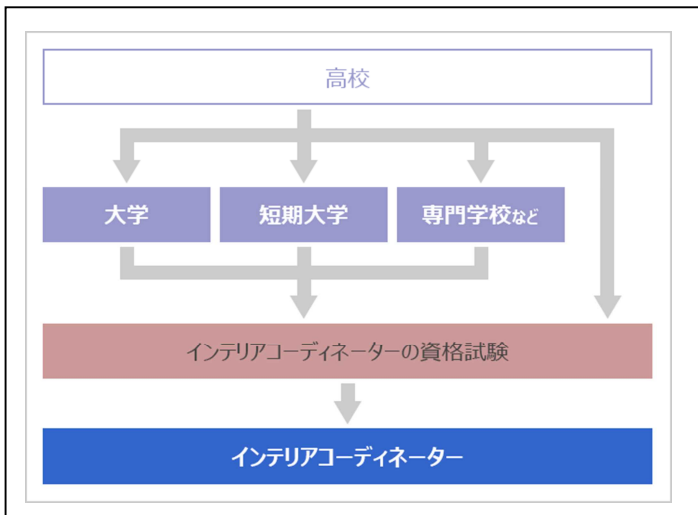 高校
大学
短期大学
専門学校など
インテリアコーディネーターの資格試験
インテリアコーディネーター